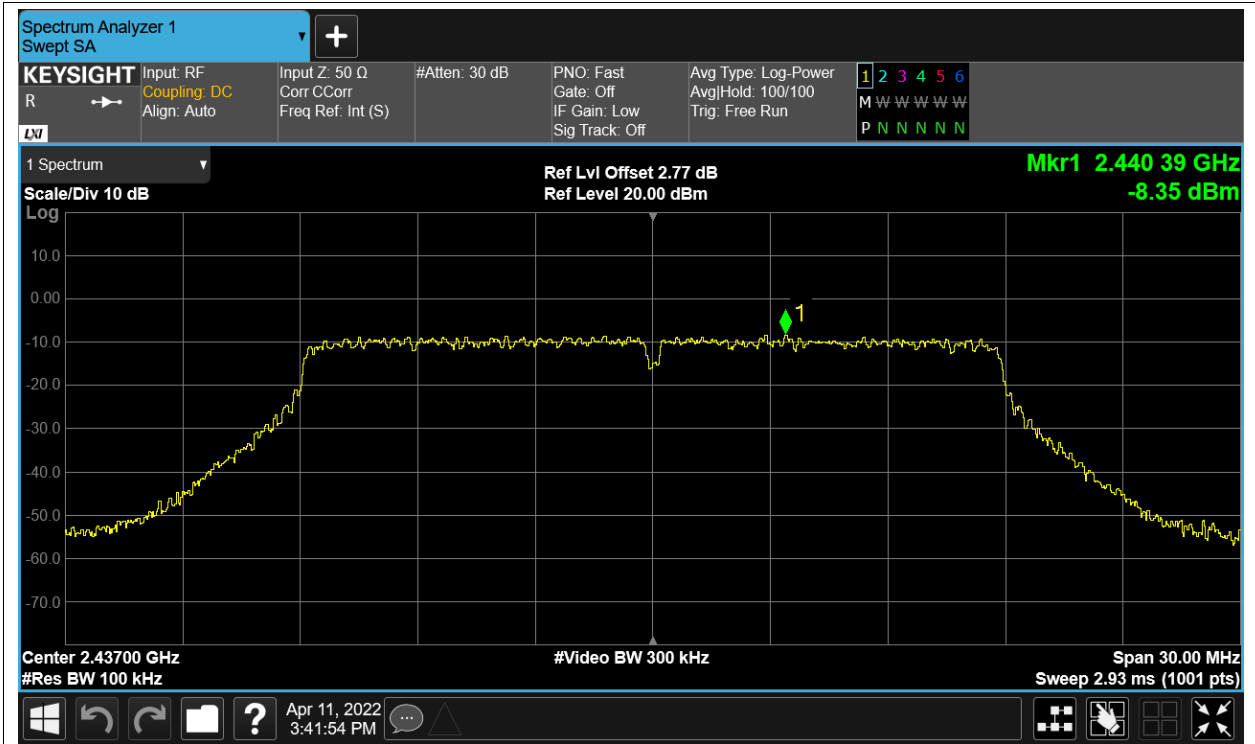 Spectrum Analyzer 1
Swept SA
KEYSIGHT
R
LXI
Input: RF
Coupling: DC
Align: Auto
Input Z: 50 Ω
Corr CCorr
Freq Ref: Int (S)
#Atten: 30 dB
PNO: Fast
Gate: Off
IF Gain: Low
Sig Track: Off
Avg Type: Log-Power
Avg|Hold: 100/100
Trig: Free Run
1 2 3 4 5 6
M W W W W W
P N N N N N
1 Spectrum
Scale/Div 10 dB
Ref Lvl Offset 2.77 dB
Ref Level 20.00 dBm
Mkr1 2.440 39 GHz
-8.35 dBm
Log
10.0
0.00
-10.0
-20.0
-30.0
-40.0
-50.0
-60.0
-70.0
1
Center 2.43700 GHz
#Res BW 100 kHz
#Video BW 300 kHz
Span 30.00 MHz
Sweep 2.93 ms (1001 pts)
?
Apr 11, 2022
3:41:54 PM